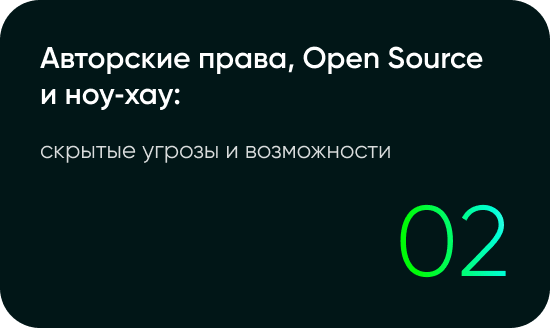 Авторские права, Open Source
и ноу-хау:
скрытые угрозы и возможности
02